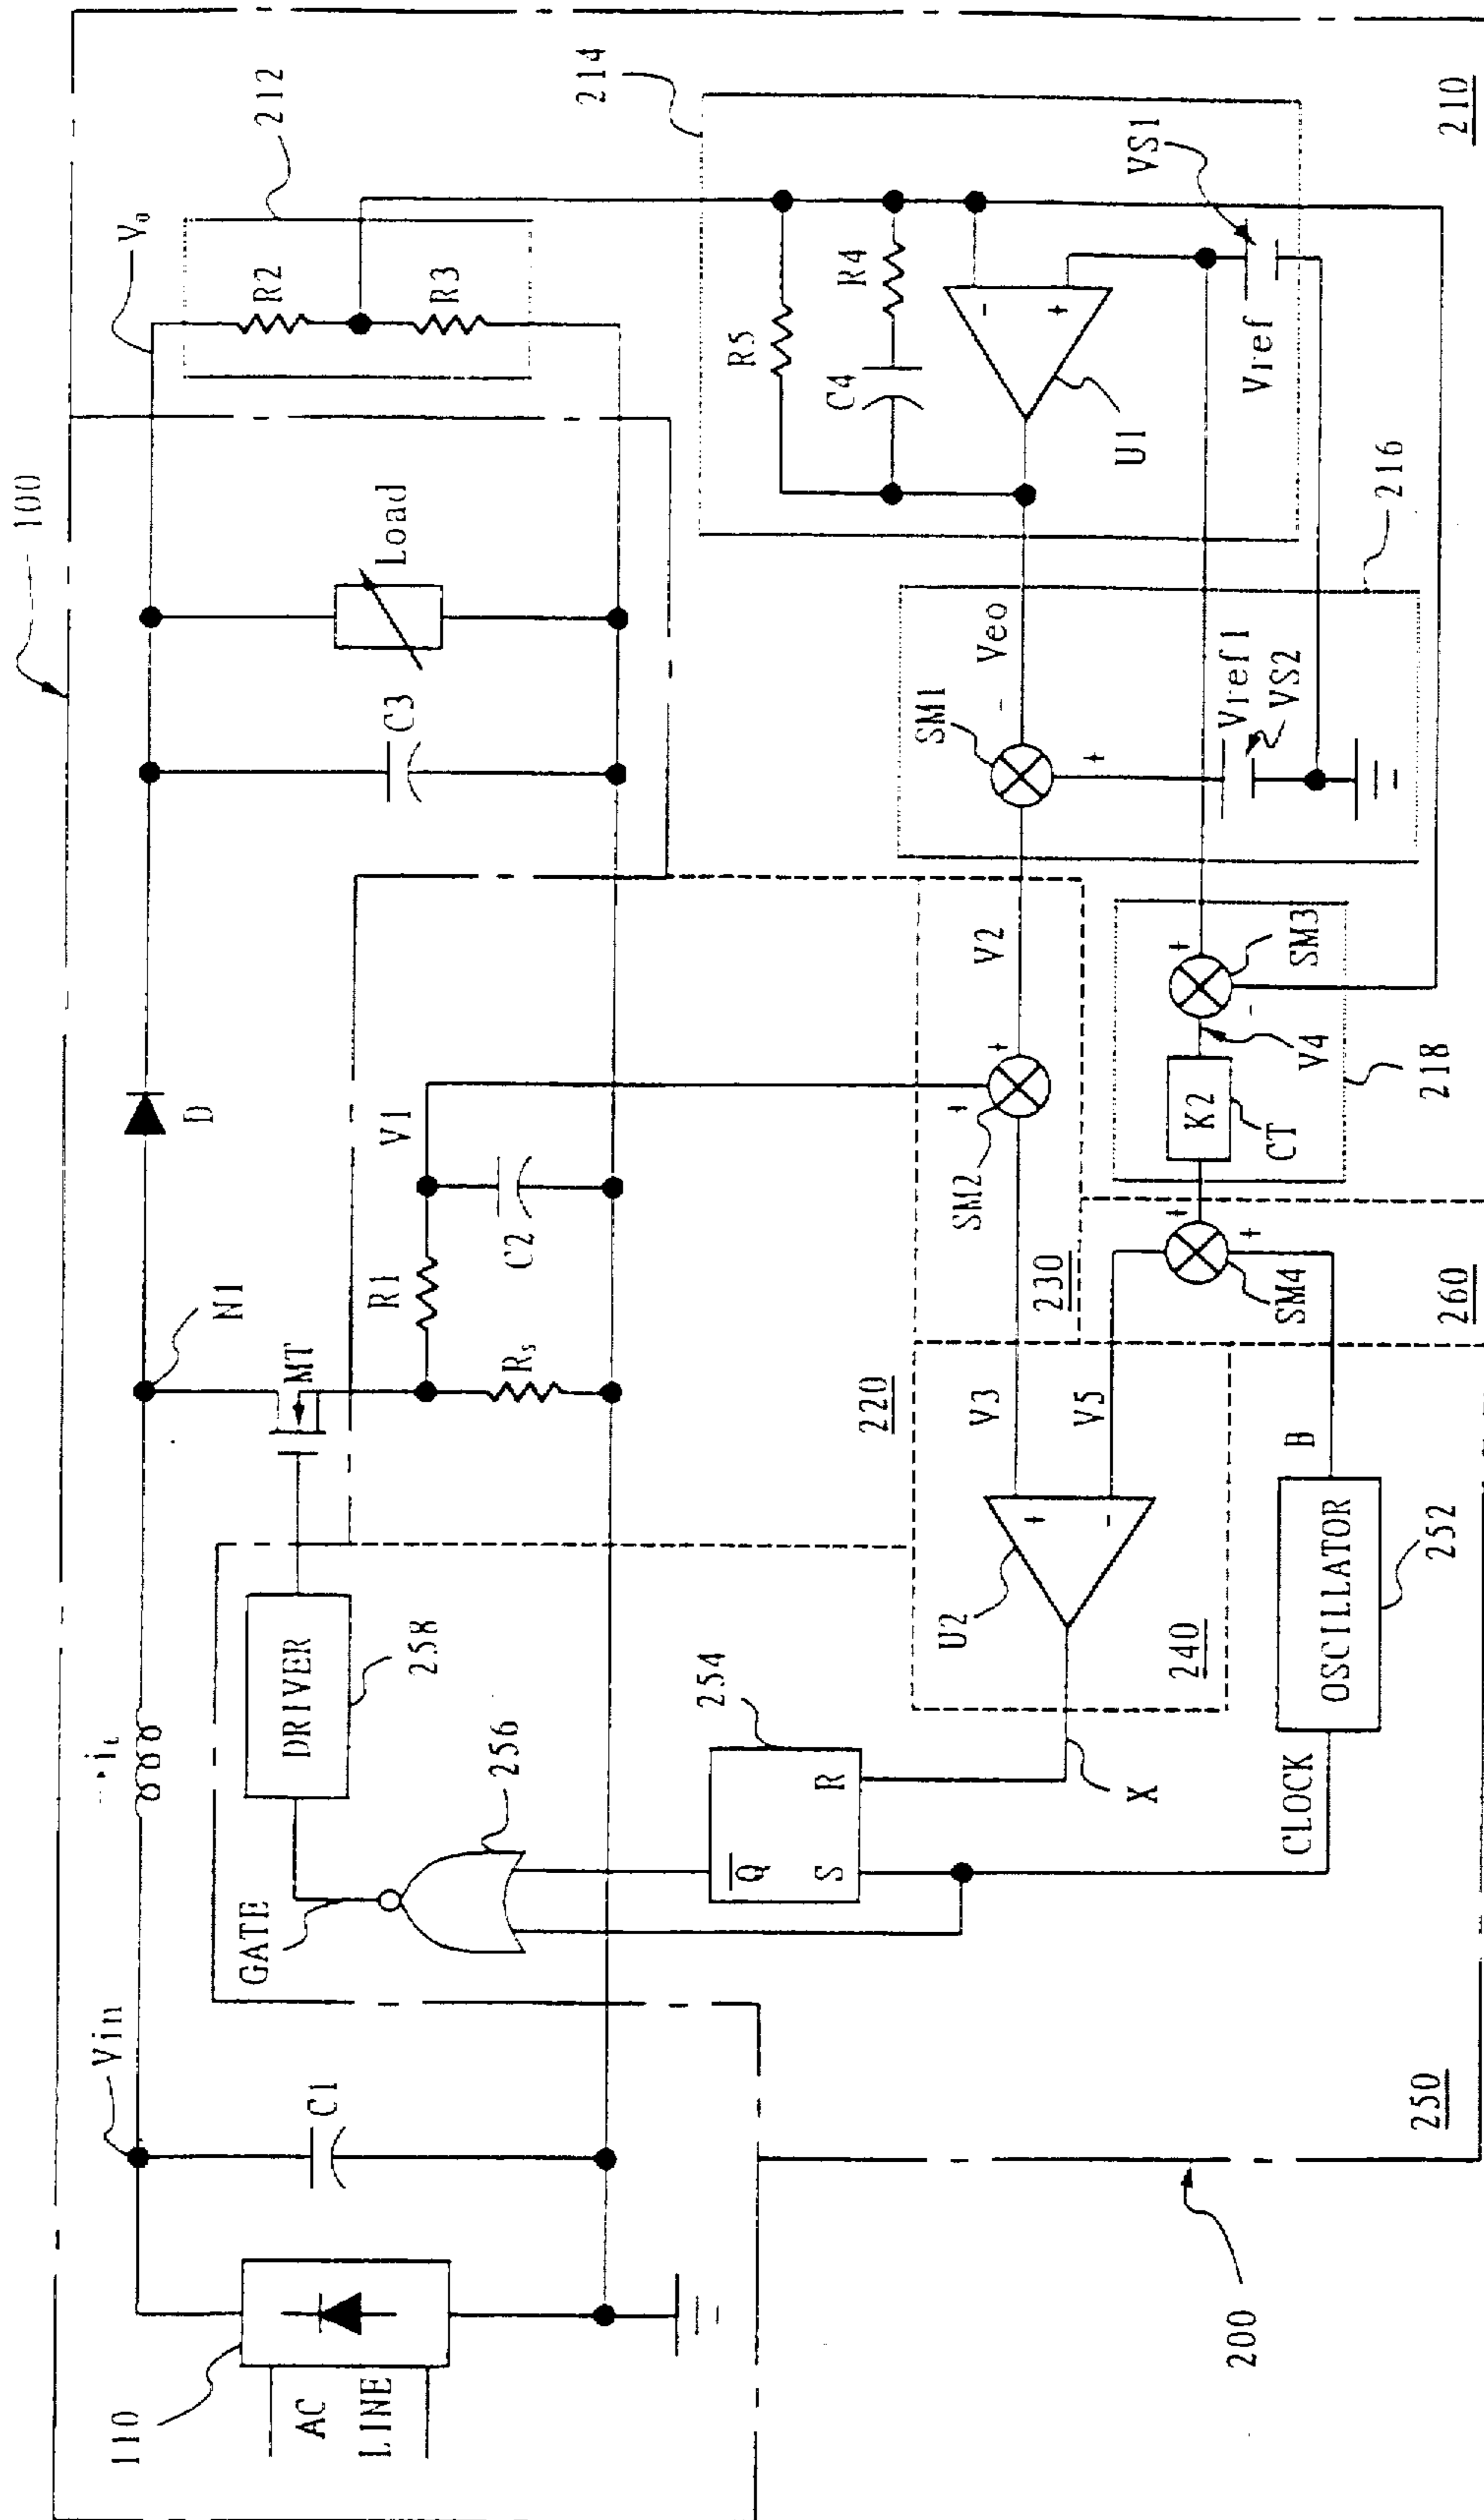 100
110
AC
LINE
Vin
C1
i_L
N1
D
MT
V₀
212
R2
R3
C3
Load
DRIVER
258
GATE
256
R1
V1
C2
Rₛ
254
Q̅
S
R
X
220
230
240
U2
+
-
V3
V5
SM2
+
+
V2
SM1
-
+
Veo
Vref1
VS2
216
214
R5
R4
C4
U1
-
+
VS1
Vref
SM3
+
-
V4
K2
CT
218
SM4
+
+
260
B
OSCILLATOR
252
CLOCK
250
200
210